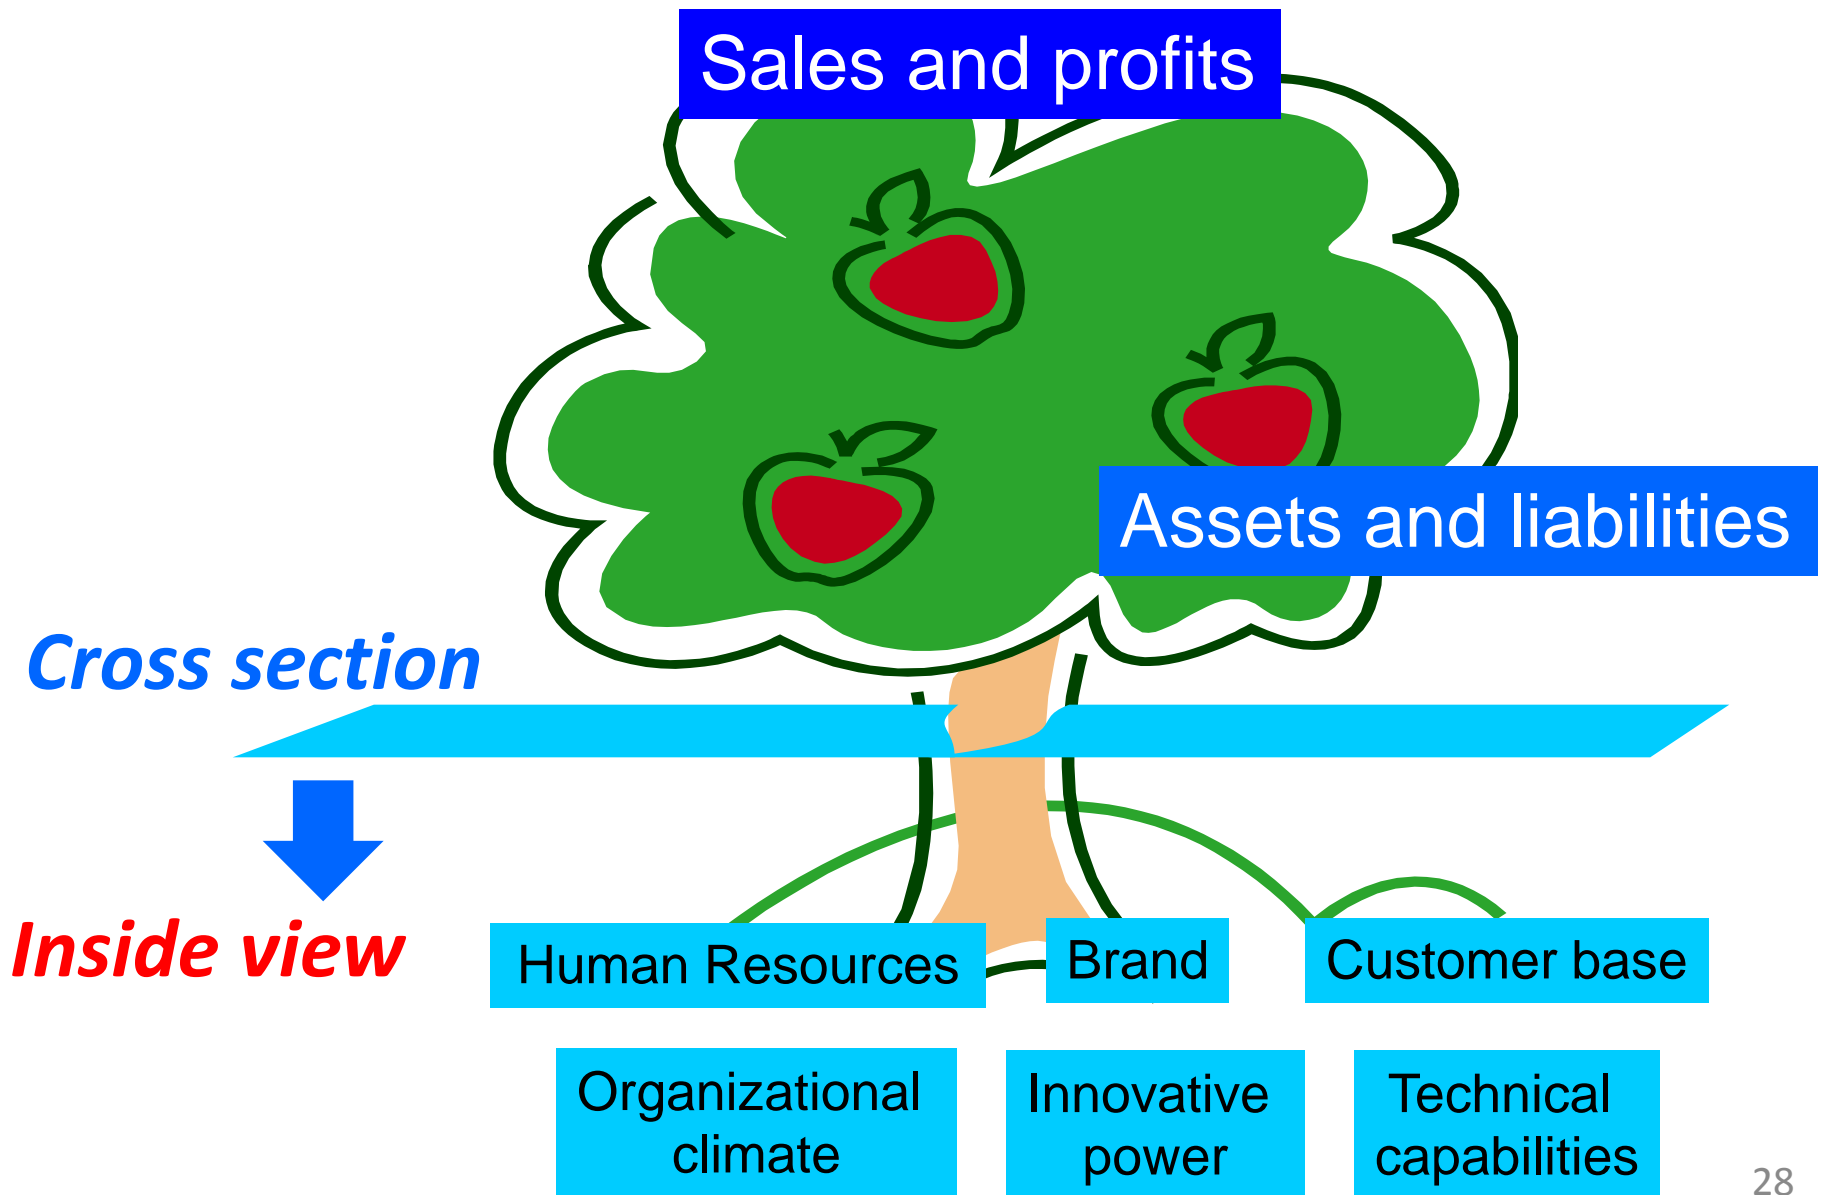 Sales and profits
Assets and liabilities
Cross section
Inside view
Human Resources
Brand
Customer base
Organizational
climate
Innovative
power
Technical
capabilities
28